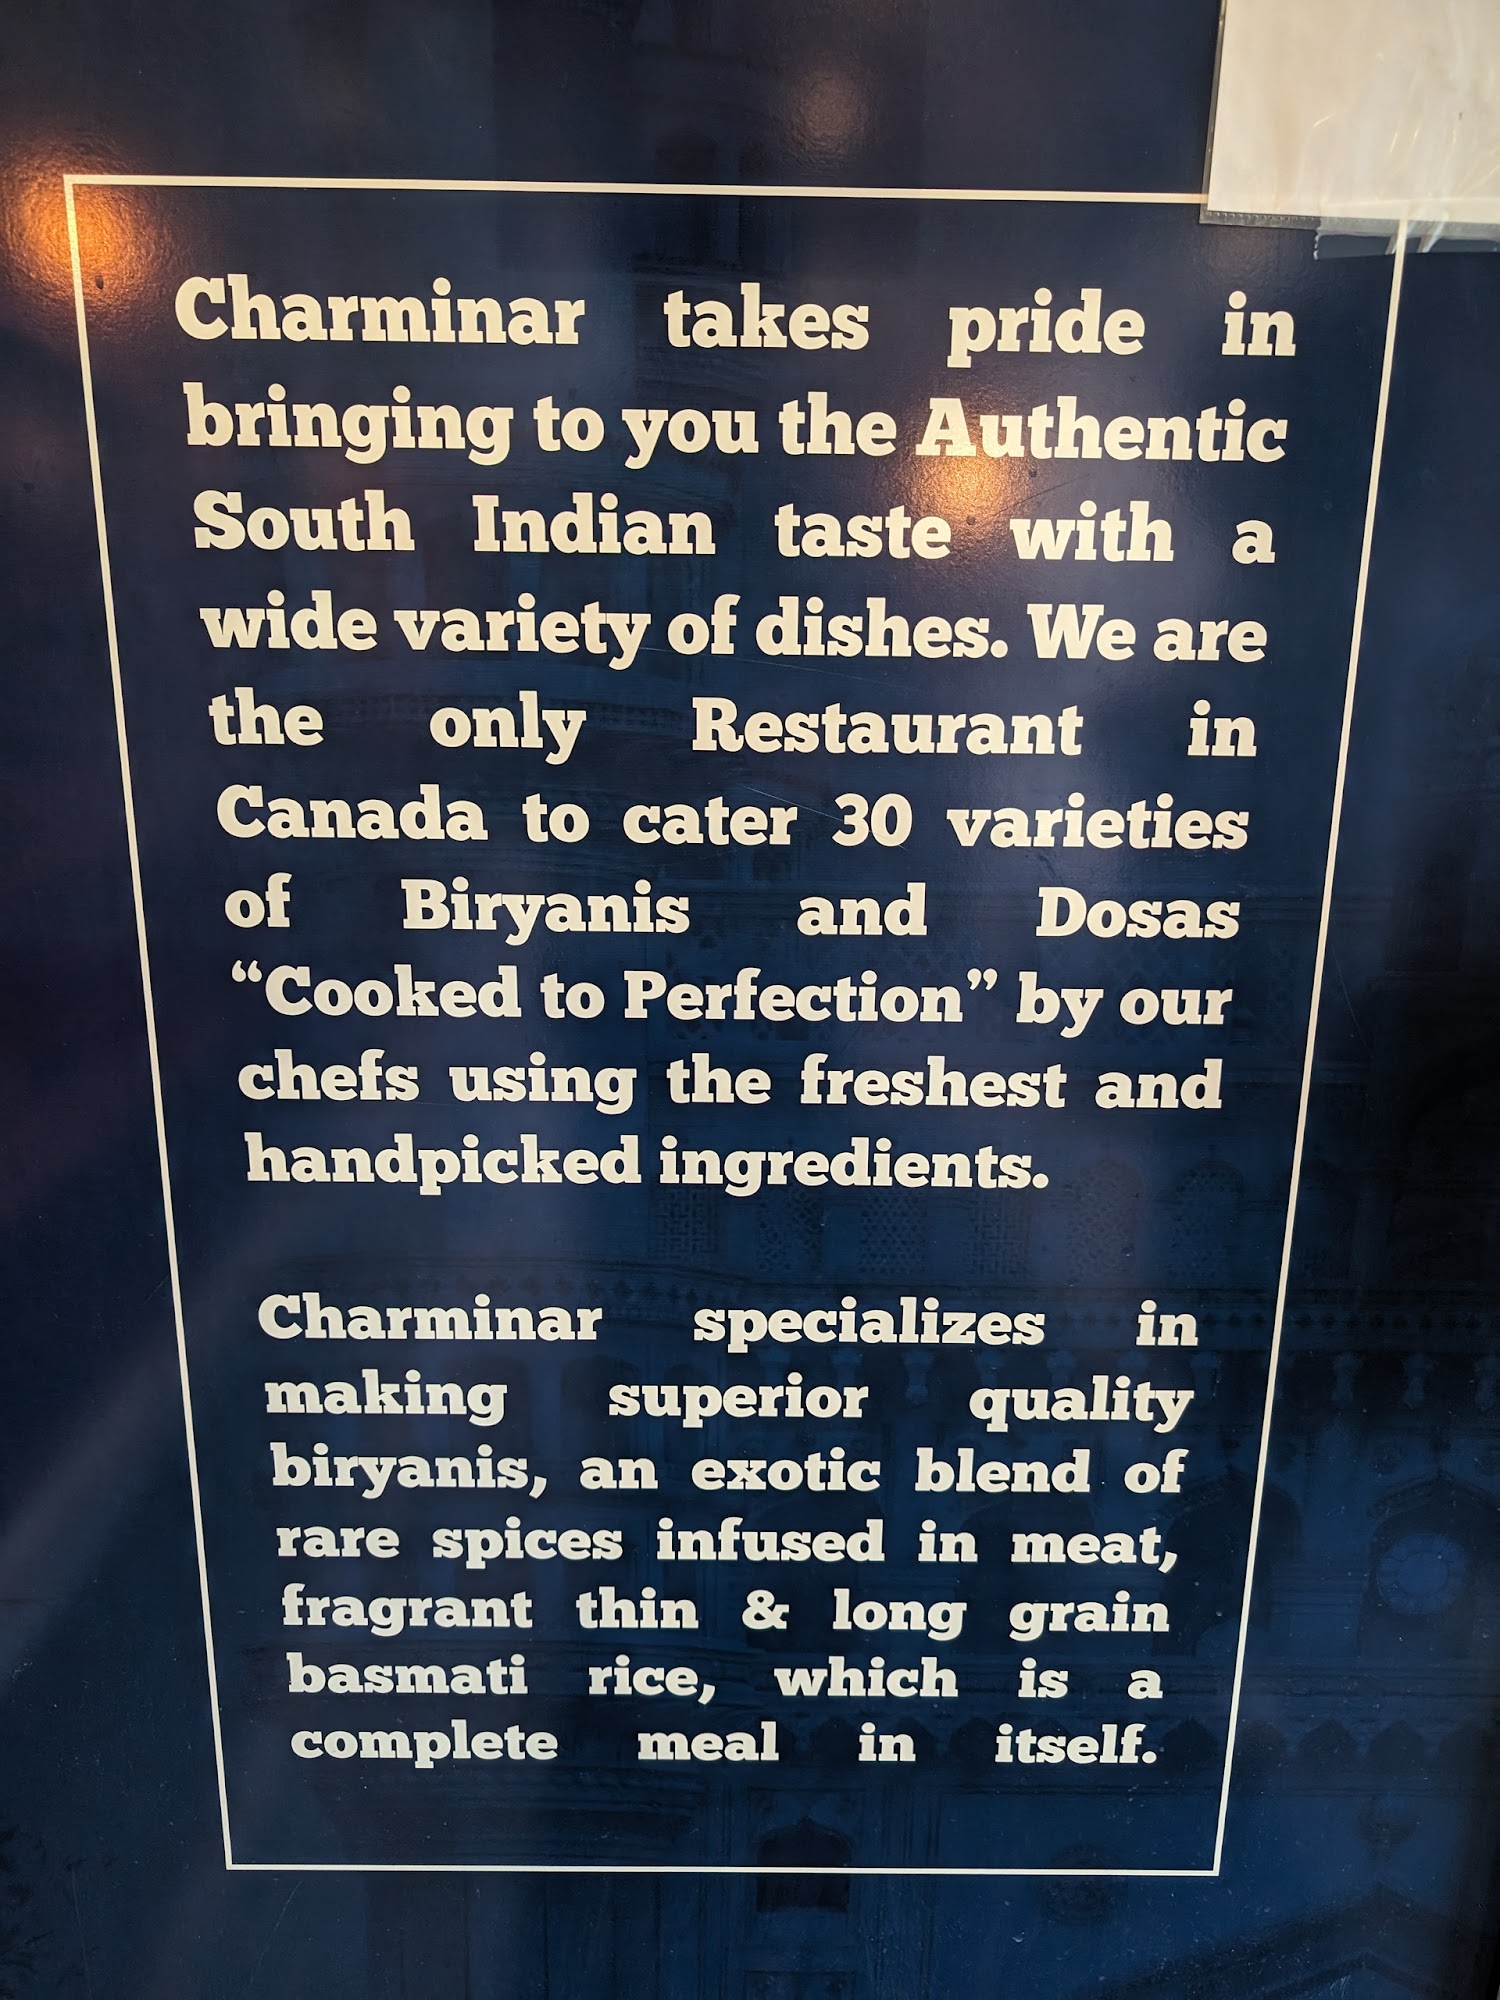 Charminar takes pride in
bringing to you the Authentic
South Indian taste with a
wide variety of dishes. We are
the only Restaurant in
Canada to cater 30 varieties
of Biryanis and Dosas
“Cooked to Perfection” by our
chefs using the freshest and
handpicked ingredients.
Charminar specializes in
making superior quality
biryanis, an exotic blend of
rare spices infused in meat,
fragrant thin & long grain
basmati rice, which is a
complete meal in itself.